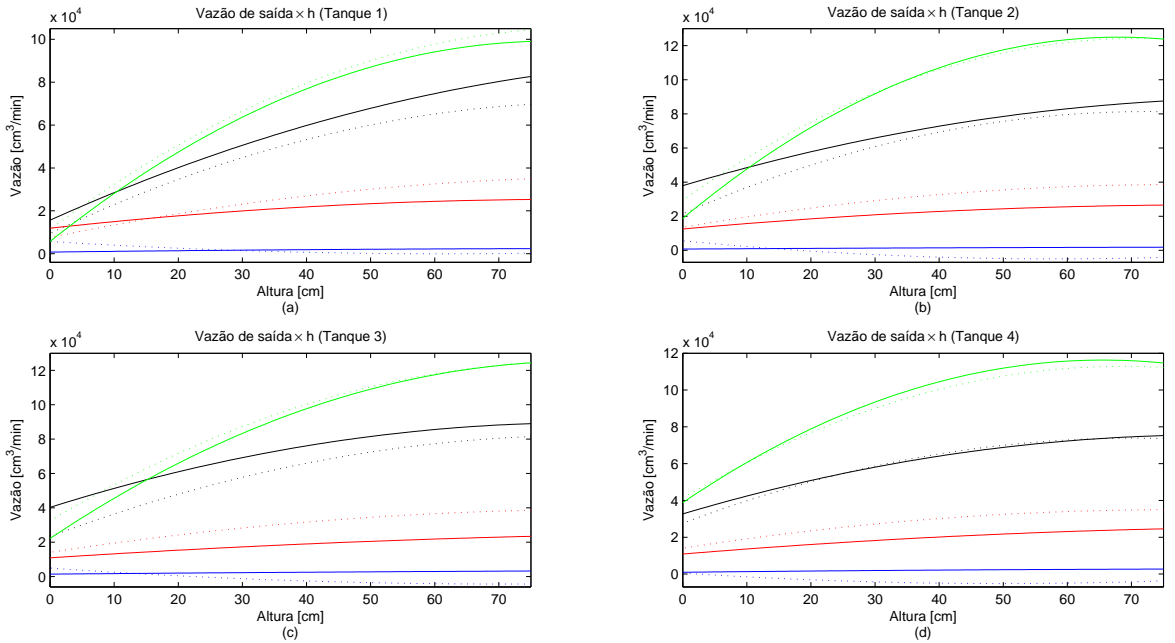 Vazão de saída × h (Tanque 1)
x 10^4
10
8
6
4
2
0
Vazão [cm^3/min]
0 10 20 30 40 50 60 70
Altura [cm]
(a)
Vazão de saída × h (Tanque 2)
x 10^4
12
10
8
6
4
2
0
Vazão [cm^3/min]
0 10 20 30 40 50 60 70
Altura [cm]
(b)
Vazão de saída × h (Tanque 3)
x 10^4
12
10
8
6
4
2
0
Vazão [cm^3/min]
0 10 20 30 40 50 60 70
Altura [cm]
(c)
Vazão de saída × h (Tanque 4)
x 10^4
12
10
8
6
4
2
0
Vazão [cm^3/min]
0 10 20 30 40 50 60 70
Altura [cm]
(d)